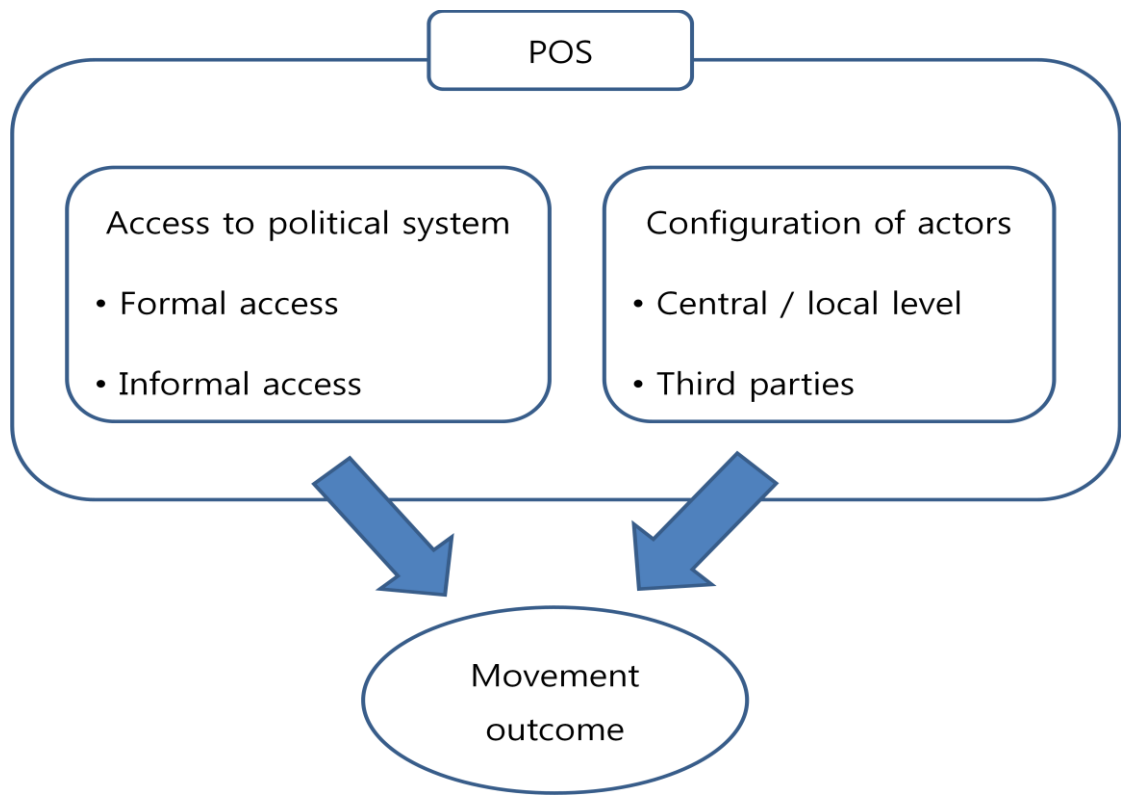 POS
Access to political system
• Formal access
• Informal access
Configuration of actors
• Central / local level
• Third parties
Movement
outcome